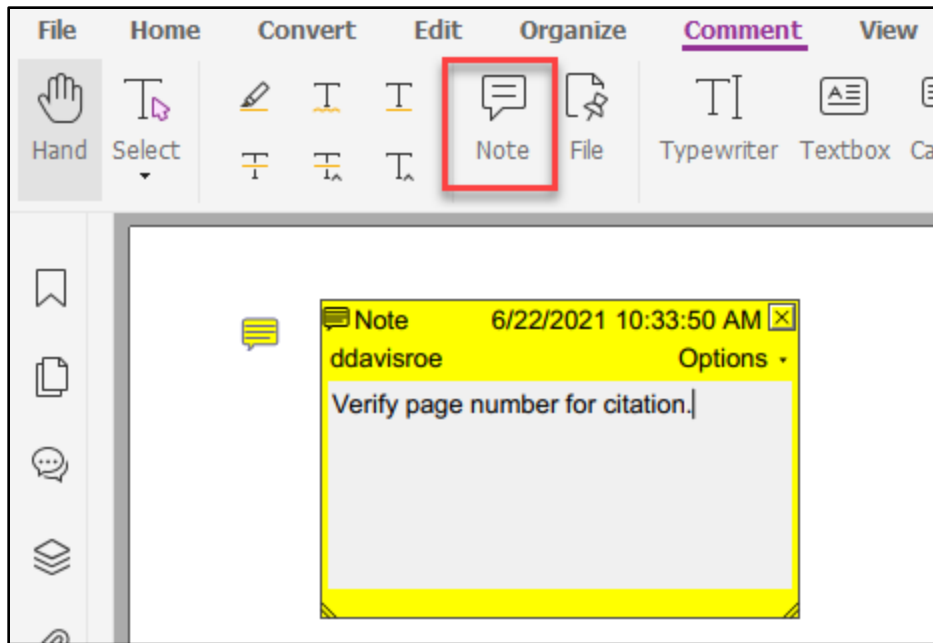 File Home Convert Edit Organize Comment View
Hand Select Note File Typewriter Textbox Ca
Note 6/22/2021 10:33:50 AM
ddavisroe Options
Verify page number for citation.